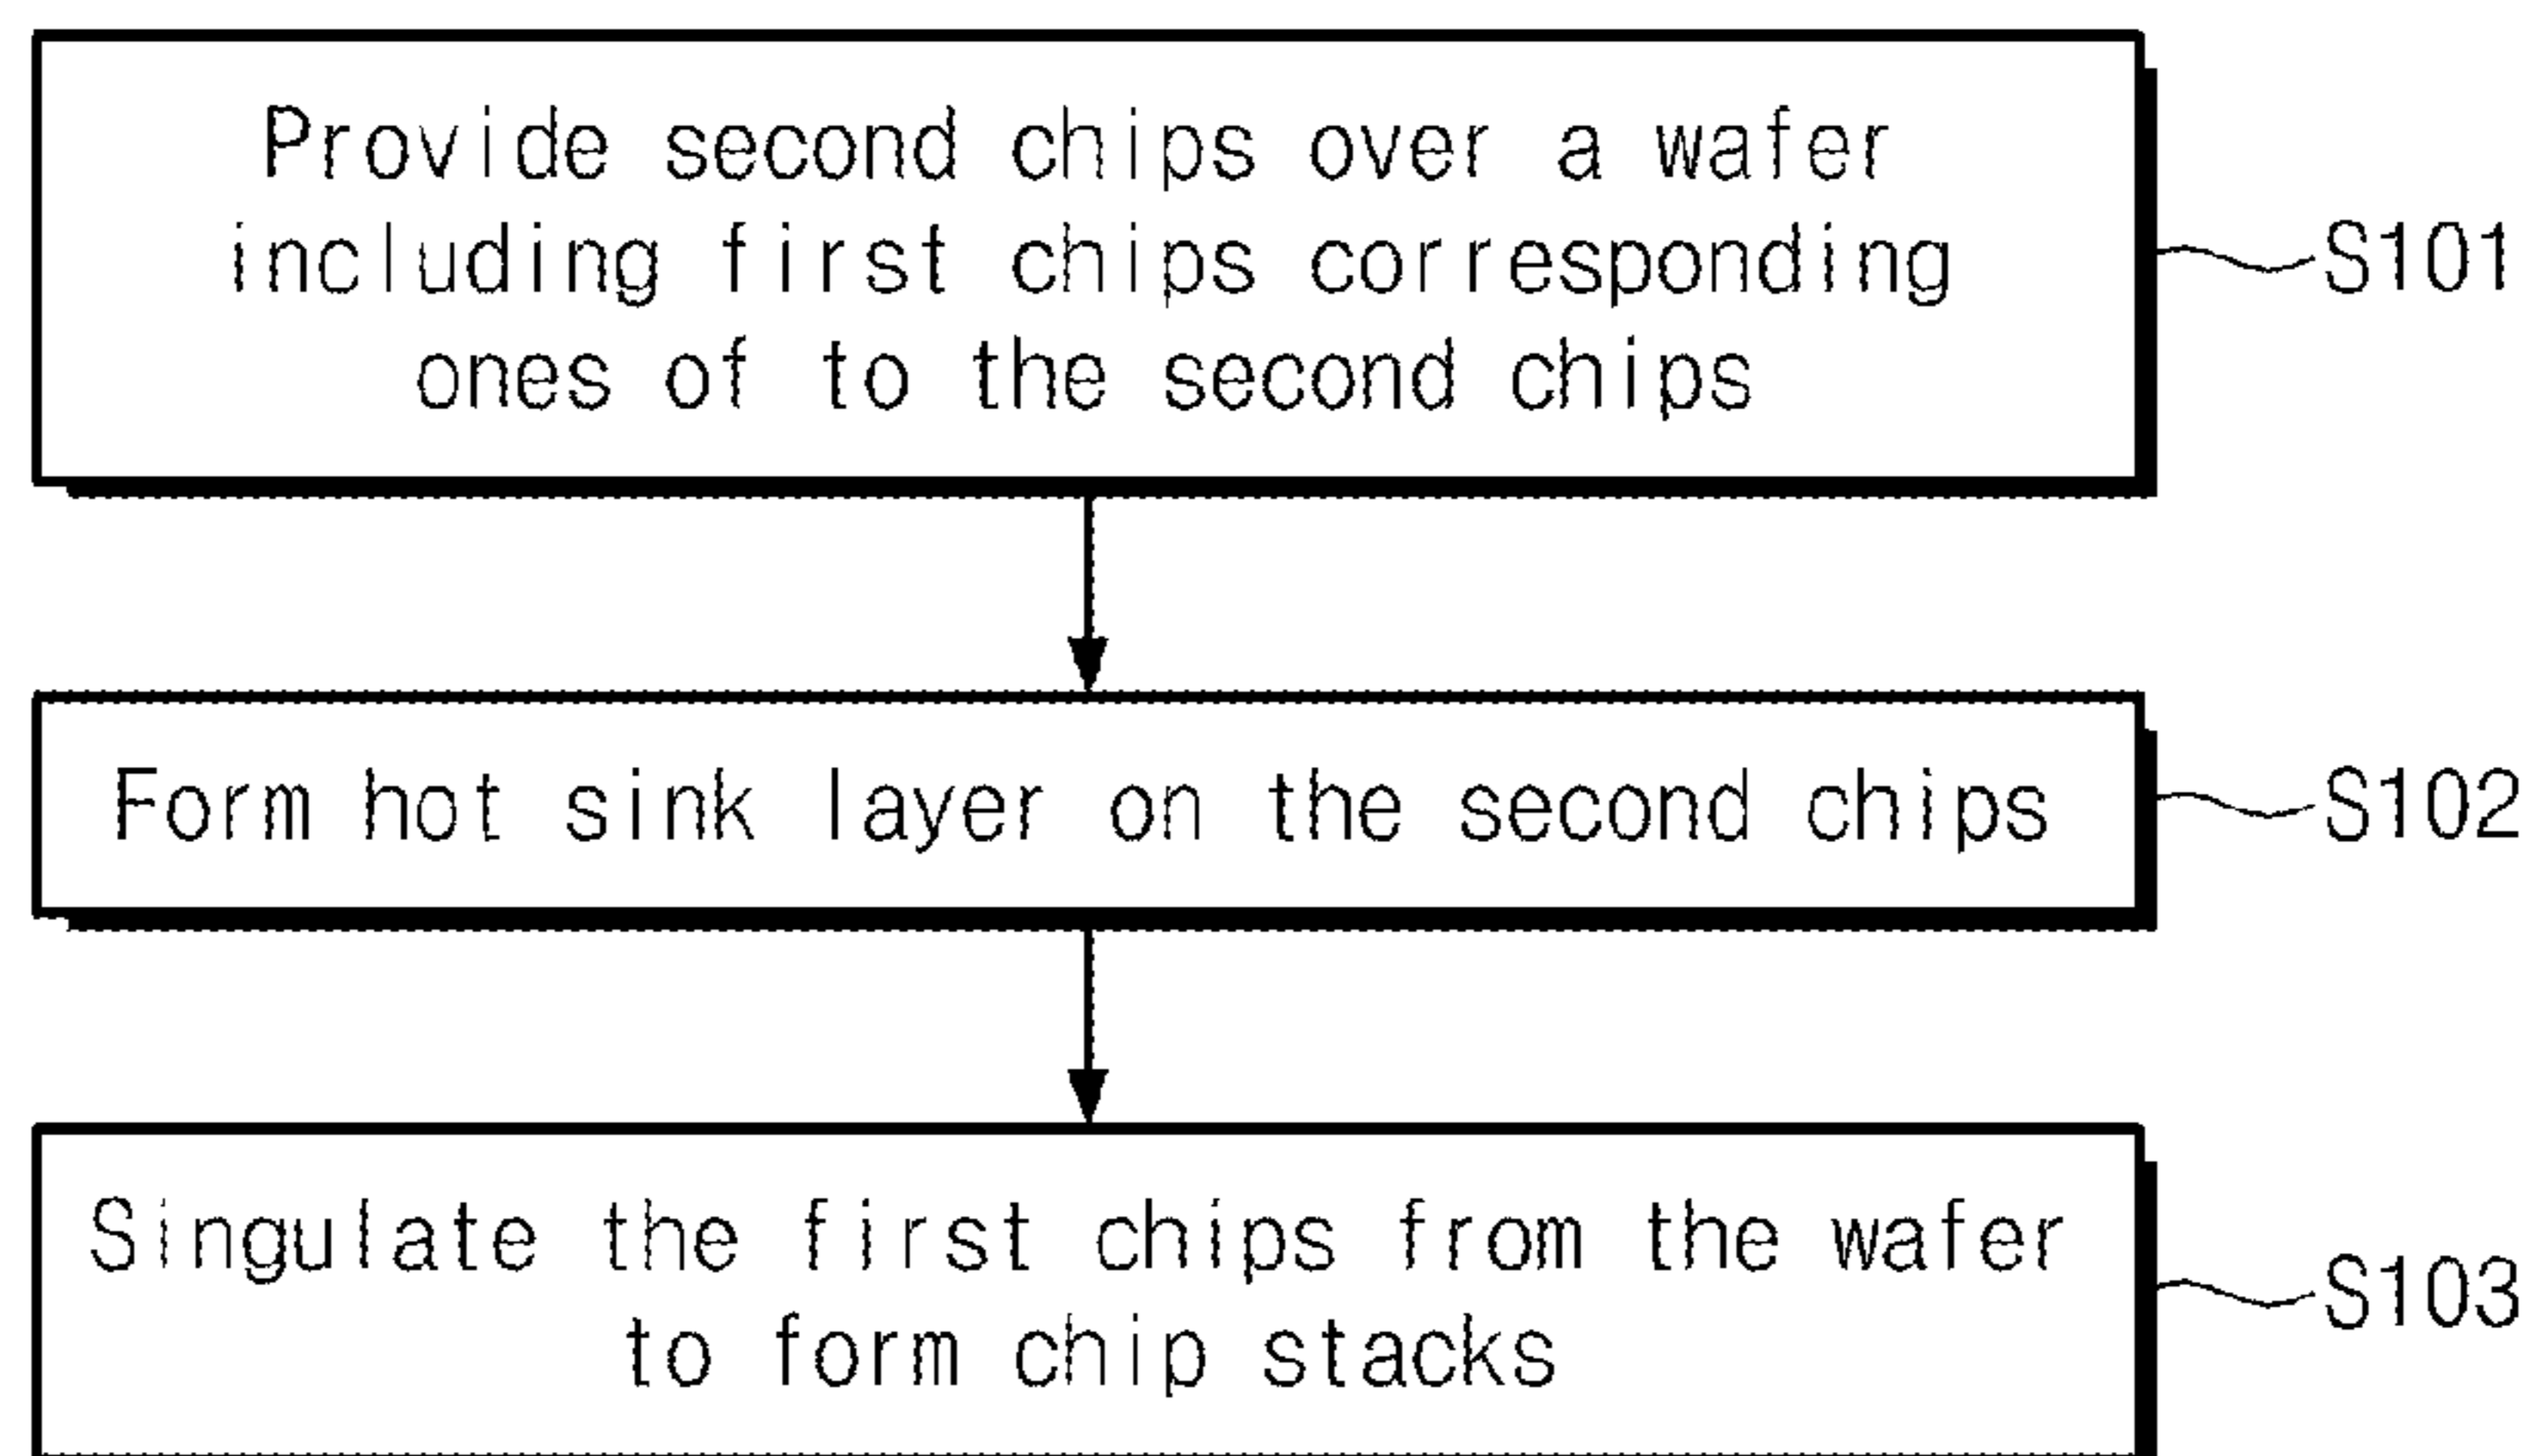 Provide second chips over a wafer
including first chips corresponding
ones of to the second chips
S101
Form hot sink layer on the second chips
S102
Singulate the first chips from the wafer
to form chip stacks
S103